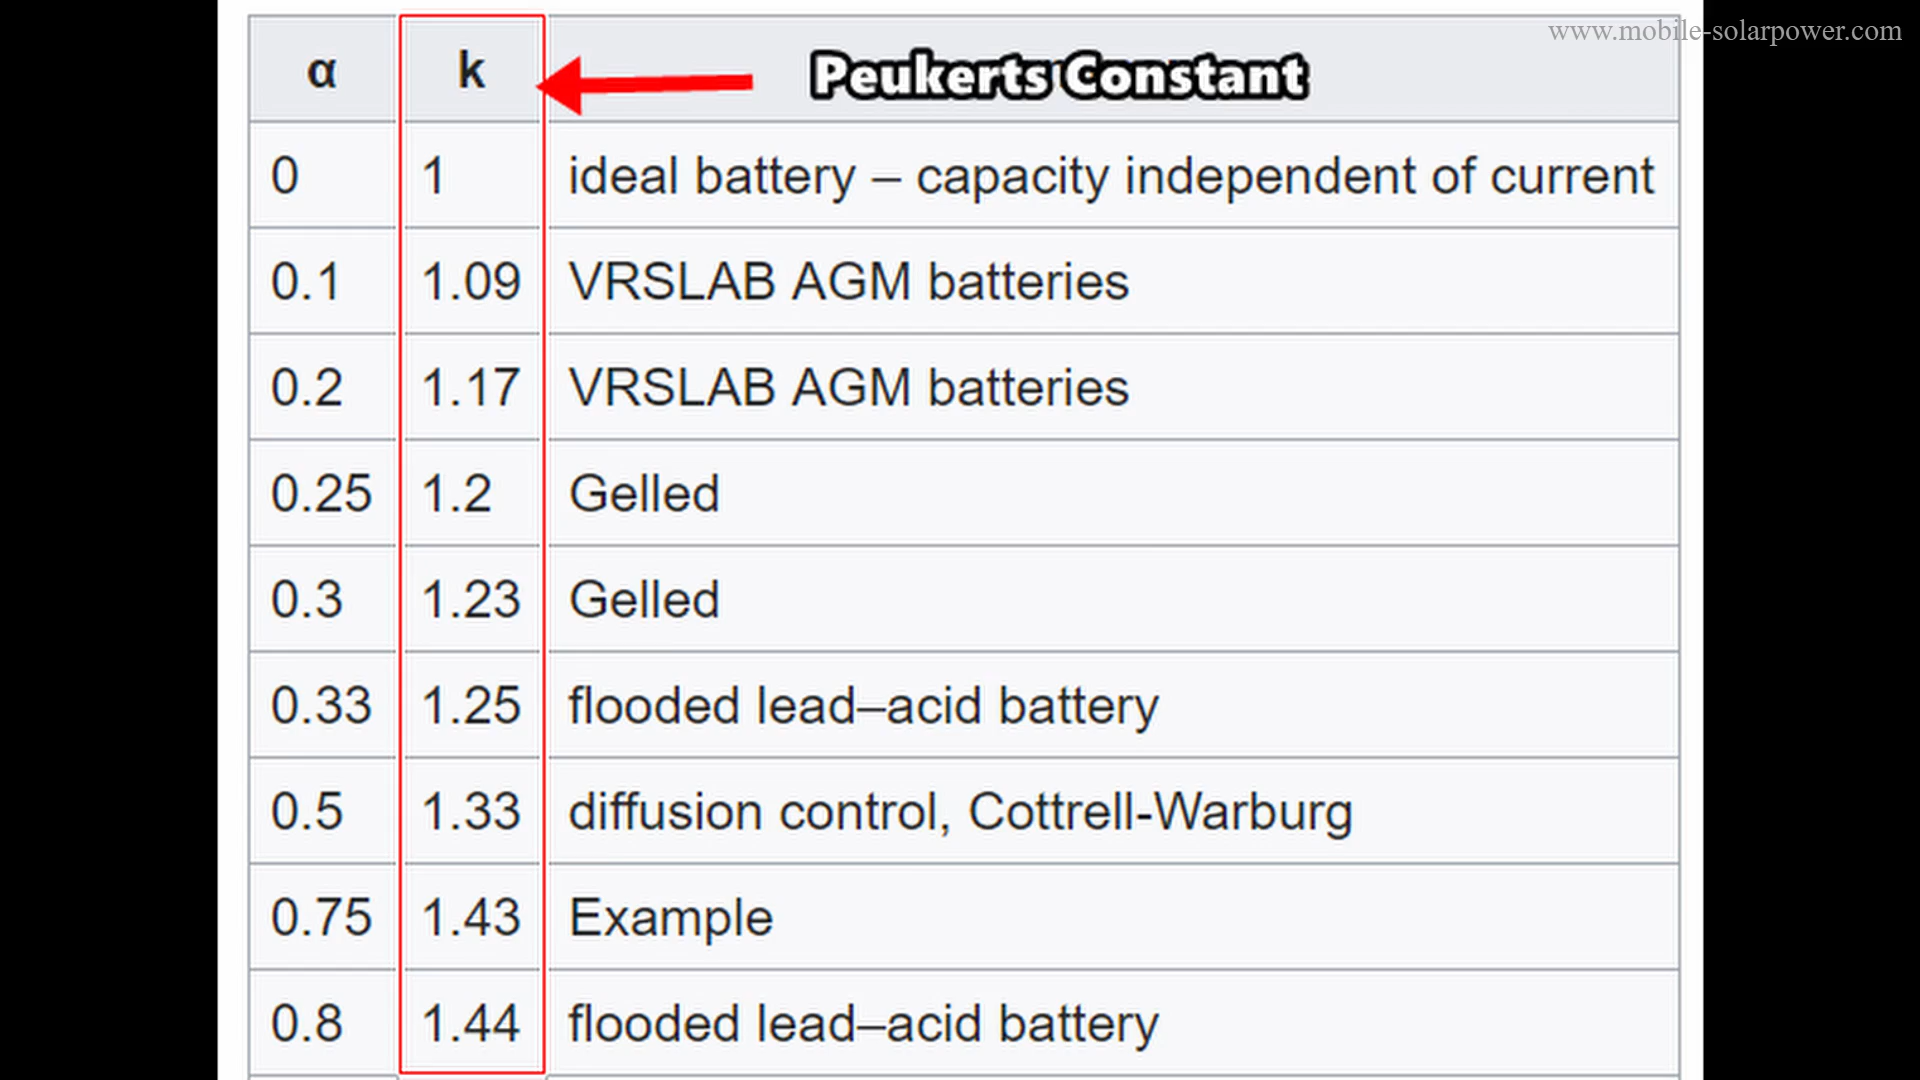 www.mobile-solarpower.com
α k Peukerts Constant
0 1 ideal battery – capacity independent of current
0.1 1.09 VRSLAB AGM batteries
0.2 1.17 VRSLAB AGM batteries
0.25 1.2 Gelled
0.3 1.23 Gelled
0.33 1.25 flooded lead–acid battery
0.5 1.33 diffusion control, Cottrell-Warburg
0.75 1.43 Example
0.8 1.44 flooded lead–acid battery